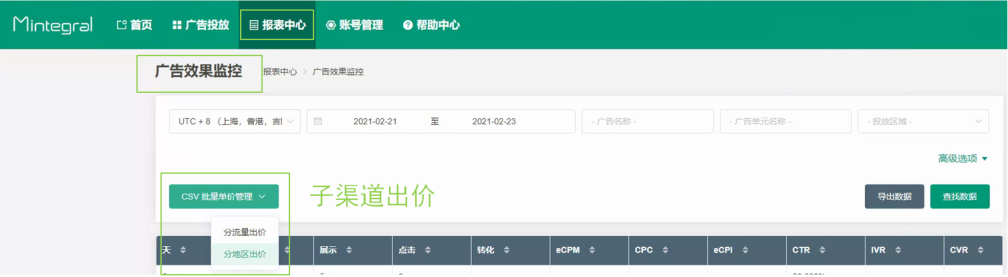 Mintegral 首页 广告投放 报表中心 账号管理 帮助中心
广告效果监控 报表中心 > 广告效果监控
UTC + 8 （上海，香港，吉 2021-02-21 至 2021-02-23 - 广告名称 - - 广告单元名称 - - 投放区域 -
高级选项
CSV 批量单价管理 子渠道出价 导出数据 查找数据
分流量出价
天 展示 点击 转化 eCPM CPC eCPI CTR IVR CVR
分地区出价